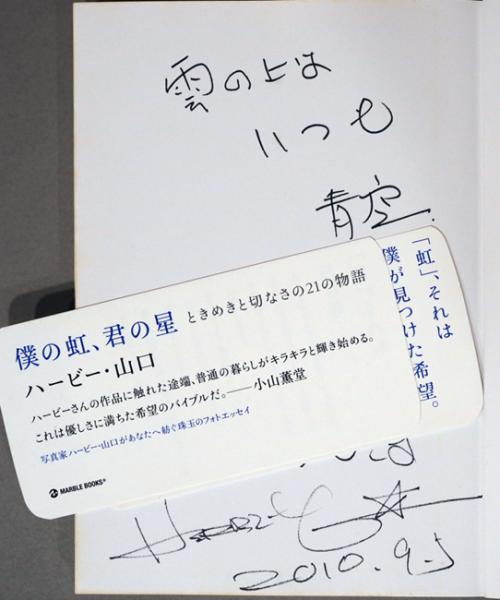 雲の上は
いつも
青空.
「虹」、それは
僕が見つけた希望。
僕の虹、君の星 ときめきと切なさの21の物語
ハービー・山口
ハービーさんの作品に触れた途端、普通の暮らしがキラキラと輝き始める。
これは優しさに満ちた希望のバイブルだ。——小山薫堂
写真家ハービー・山口があなたへ紡ぐ珠玉のフォトエッセイ
MARBLE BOOKS®
2010.9.5